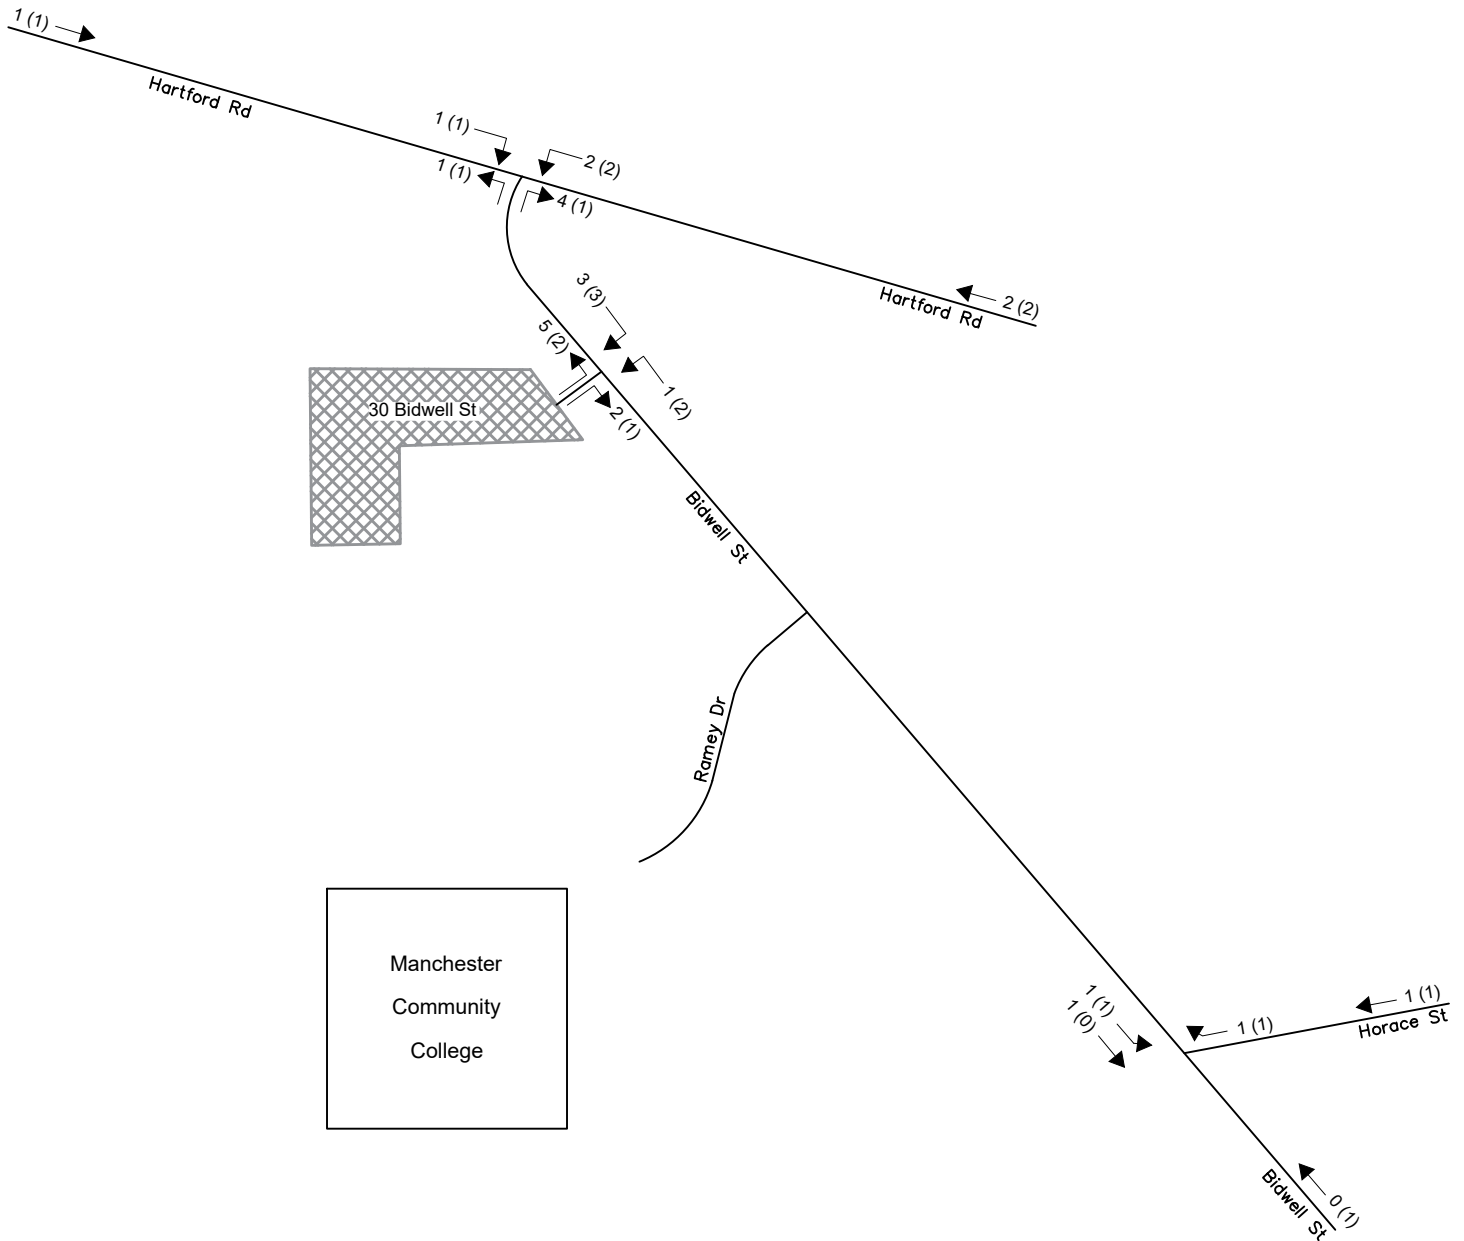 1 (1)
Hartford Rd
1 (1)
2 (2)
1 (1)
4 (1)
Hartford Rd
2 (2)
3 (3)
5 (2)
1 (2)
2 (1)
30 Bidwell St
Bidwell St
Ramey Dr
Manchester
Community
College
1 (1)
1 (0)
1 (1)
1 (1)
Horace St
Bidwell St
0 (1)